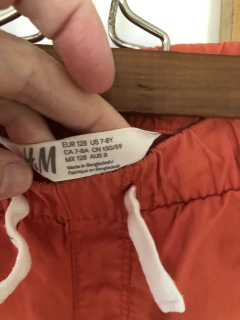 H&M
EUR 128 US 7-8Y
CA 7-8A CN 130/59
MX 128 AUS 8
Made in Bangladesh/
Fabriqué en Bangladesh